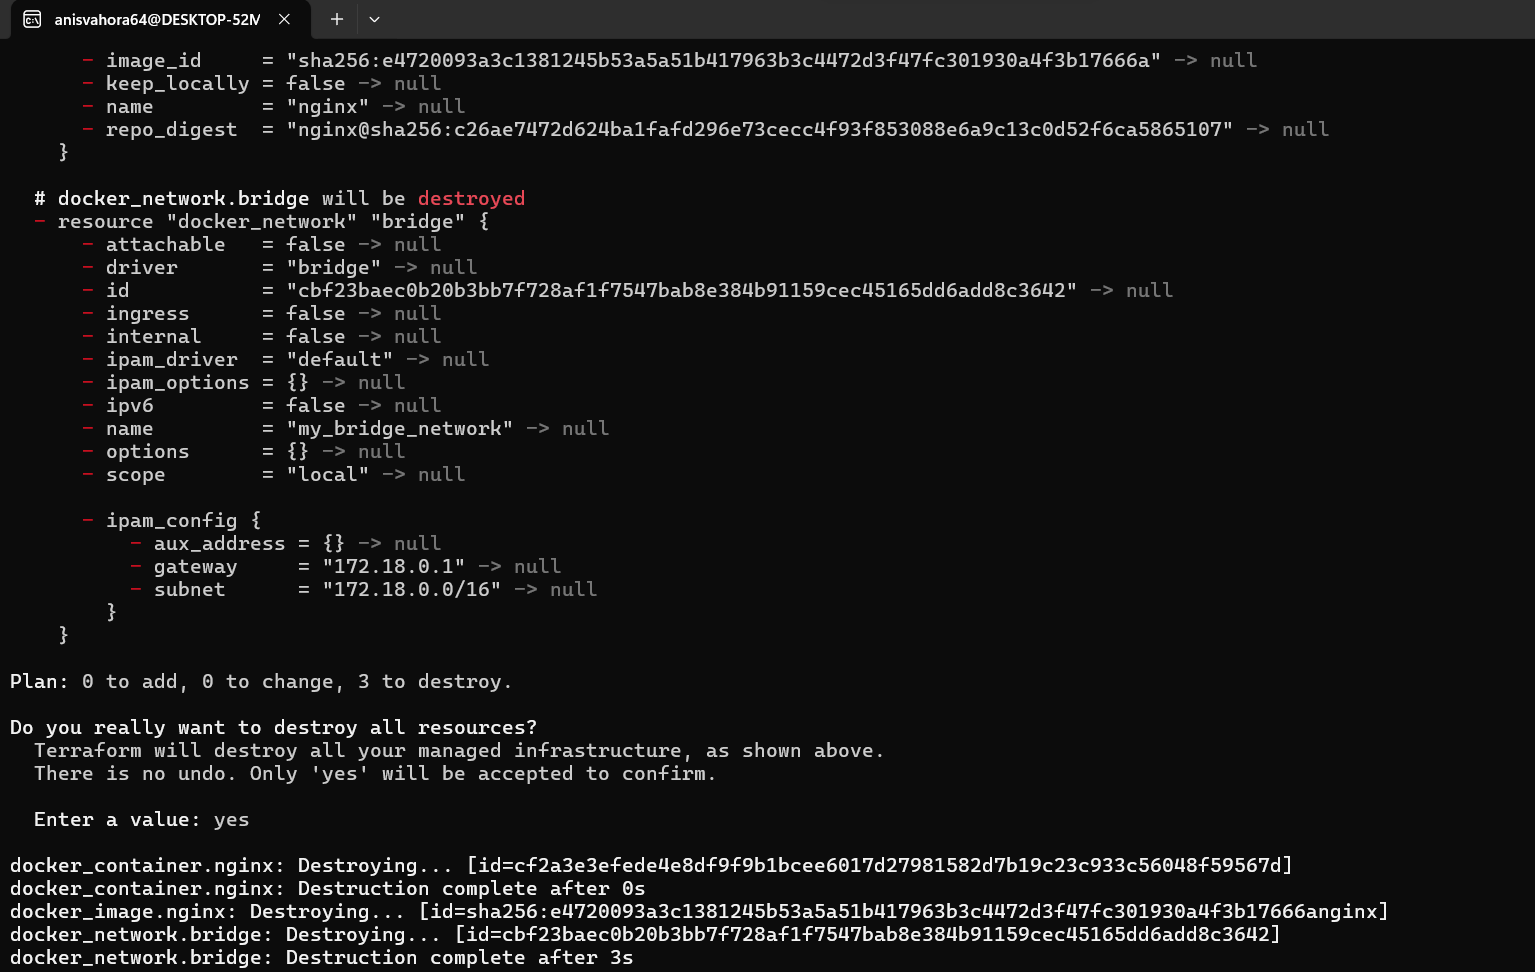 anisvahora64@DESKTOP-52M
- image_id     = "sha256:e4720093a3c1381245b53a5a51b417963b3c4472d3f47fc301930a4f3b17666a" -> null
- keep_locally = false -> null
- name         = "nginx" -> null
- repo_digest  = "nginx@sha256:c26ae7472d624ba1fafd296e73cecc4f93f853088e6a9c13c0d52f6ca5865107" -> null
}
# docker_network.bridge will be destroyed
- resource "docker_network" "bridge" {
- attachable   = false -> null
- driver       = "bridge" -> null
- id           = "cbf23baec0b20b3bb7f728af1f7547bab8e384b91159cec45165dd6add8c3642" -> null
- ingress      = false -> null
- internal     = false -> null
- ipam_driver  = "default" -> null
- ipam_options = {} -> null
- ipv6         = false -> null
- name         = "my_bridge_network" -> null
- options      = {} -> null
- scope        = "local" -> null
- ipam_config {
- aux_address = {} -> null
- gateway     = "172.18.0.1" -> null
- subnet      = "172.18.0.0/16" -> null
}
}
Plan: 0 to add, 0 to change, 3 to destroy.
Do you really want to destroy all resources?
Terraform will destroy all your managed infrastructure, as shown above.
There is no undo. Only 'yes' will be accepted to confirm.
Enter a value: yes
docker_container.nginx: Destroying... [id=cf2a3e3efede4e8df9f9b1bcee6017d27981582d7b19c23c933c56048f59567d]
docker_container.nginx: Destruction complete after 0s
docker_image.nginx: Destroying... [id=sha256:e4720093a3c1381245b53a5a51b417963b3c4472d3f47fc301930a4f3b17666anginx]
docker_network.bridge: Destroying... [id=cbf23baec0b20b3bb7f728af1f7547bab8e384b91159cec45165dd6add8c3642]
docker_network.bridge: Destruction complete after 3s